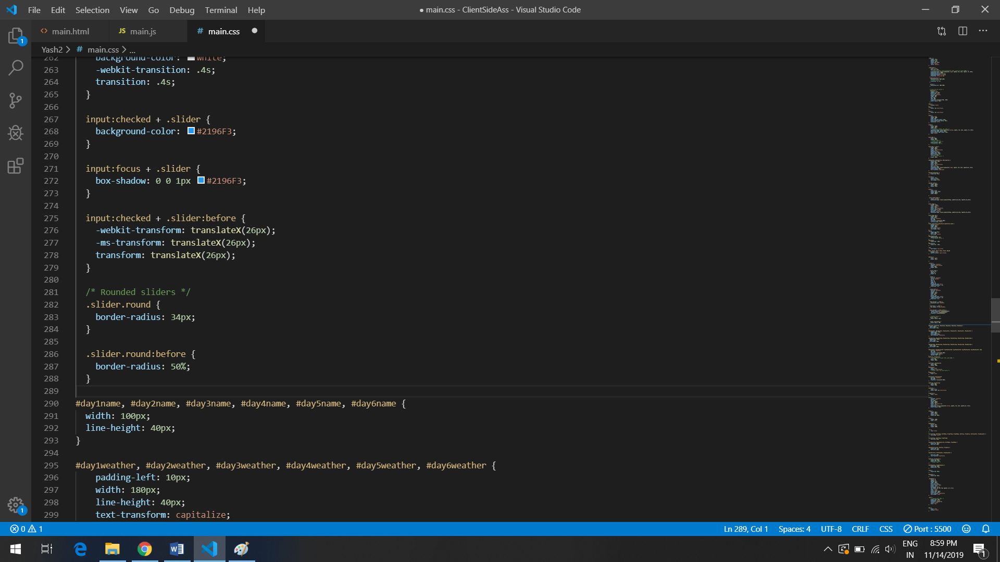 File Edit Selection View Go Debug Terminal Help
● main.css - ClientSideAss - Visual Studio Code
main.html JS main.js # main.css
Yash2 > # main.css > ...
262 background-color: white;
263 -webkit-transition: .4s;
264 transition: .4s;
265 }
266
267 input:checked + .slider {
268 background-color: #2196F3;
269 }
270
271 input:focus + .slider {
272 box-shadow: 0 0 1px #2196F3;
273 }
274
275 input:checked + .slider:before {
276 -webkit-transform: translateX(26px);
277 -ms-transform: translateX(26px);
278 transform: translateX(26px);
279 }
280
281 /* Rounded sliders */
282 .slider.round {
283 border-radius: 34px;
284 }
285
286 .slider.round:before {
287 border-radius: 50%;
288 }
289
290 #day1name, #day2name, #day3name, #day4name, #day5name, #day6name {
291 width: 100px;
292 line-height: 40px;
293 }
294
295 #day1weather, #day2weather, #day3weather, #day4weather, #day5weather, #day6weather {
296 padding-left: 10px;
297 width: 180px;
298 line-height: 40px;
299 text-transform: capitalize;
1
1
0 1
Ln 289, Col 1 Spaces: 4 UTF-8 CRLF CSS Port : 5500
ENG
IN
8:59 PM
11/14/2019
1